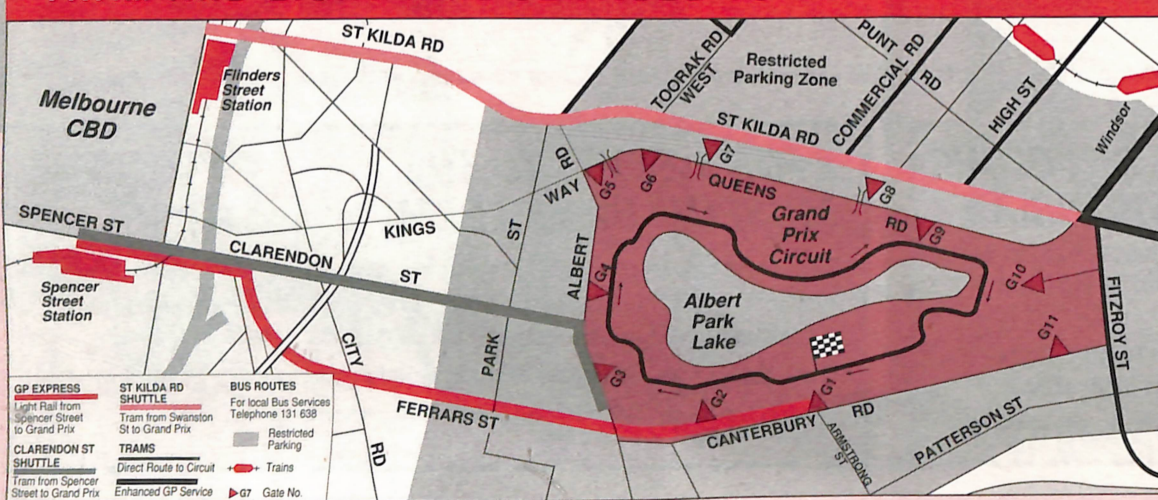 ST KILDA RD
Flinders
Street
Station
Melbourne
CBD
TOORAK RD
WEST
Restricted
Parking Zone
PUNT
RD
COMMERCIAL RD
HIGH ST
Windsor
ST KILDA RD
G7
G8
G5
G6
QUEENS
RD
G9
WAY
RD
KINGS
ST
ALBERT
Grand
Prix
Circuit
G10
SPENCER ST
CLARENDON
ST
G4
Albert
Park
Lake
G11
FITZROY ST
Spencer
Street
Station
CITY
RD
PARK
G3
G2
G1
FERRARS ST
CANTERBURY
RD
ARMSTRONG
ST
PATTERSON ST
GP EXPRESS
Light Rail from
Spencer Street
to Grand Prix
CLARENDON ST
SHUTTLE
Tram from Spencer
Street to Grand Prix
ST KILDA RD
SHUTTLE
Tram from Swanston
St to Grand Prix
TRAMS
Direct Route to Circuit
Enhanced GP Service
BUS ROUTES
For local Bus Services
Telephone 131 638
Restricted
Parking
Trains
G7 Gate No.